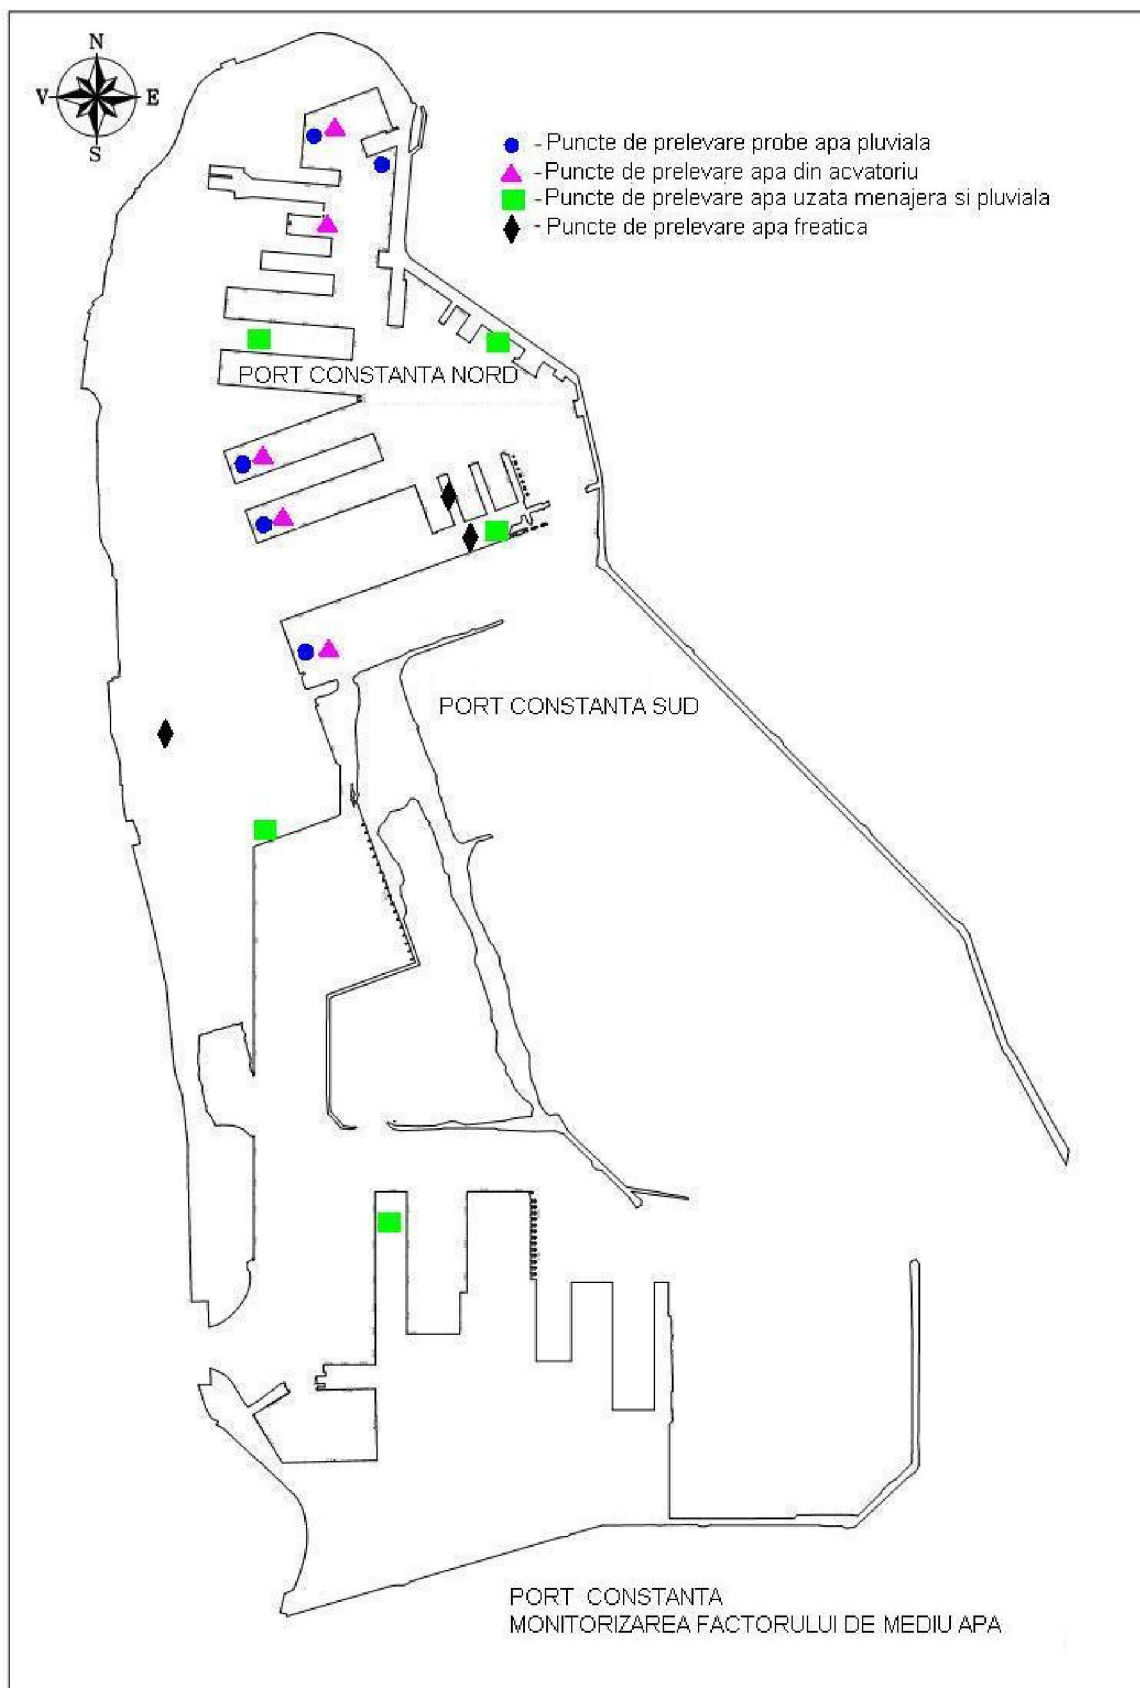 N
V E
S
- Puncte de prelevare probe apa pluviala
- Puncte de prelevare apa din acvatoriu
- Puncte de prelevare apa uzata menajera si pluviala
- Puncte de prelevare apa freatica
PORT CONSTANTA NORD
PORT CONSTANTA SUD
PORT CONSTANTA
MONITORIZAREA FACTORULUI DE MEDIU APA